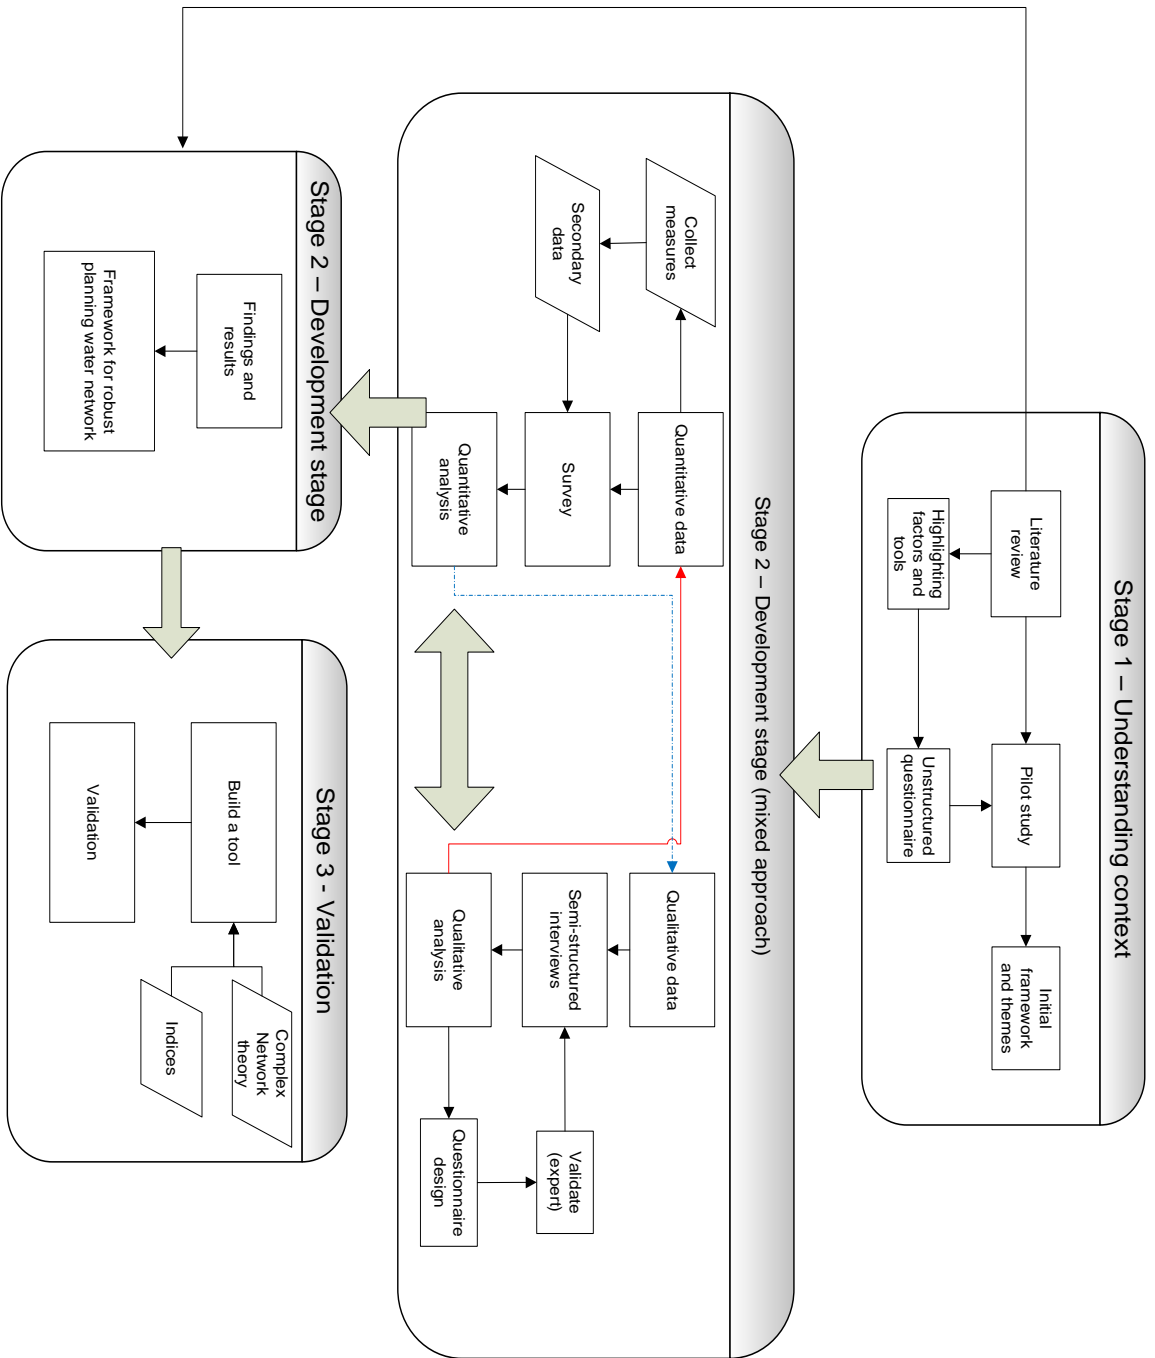 Stage 1 – Understanding context
Literature
review
Pilot study
Initial
framework
and themes
Highlighting
factors and
tools
Unstructured
questionnaire
Stage 2 – Development stage (mixed approach)
Collect
measures
Secondary
data
Quantitative data
Survey
Quantitative
analysis
Qualitative data
Semi-structured
interviews
Qualitative
analysis
Validate
(expert)
Questionnaire
design
Stage 2 – Development stage
Findings and
results
Framework for robust
planning water network
Stage 3 - Validation
Build a tool
Validation
Complex
Network
theory
Indices